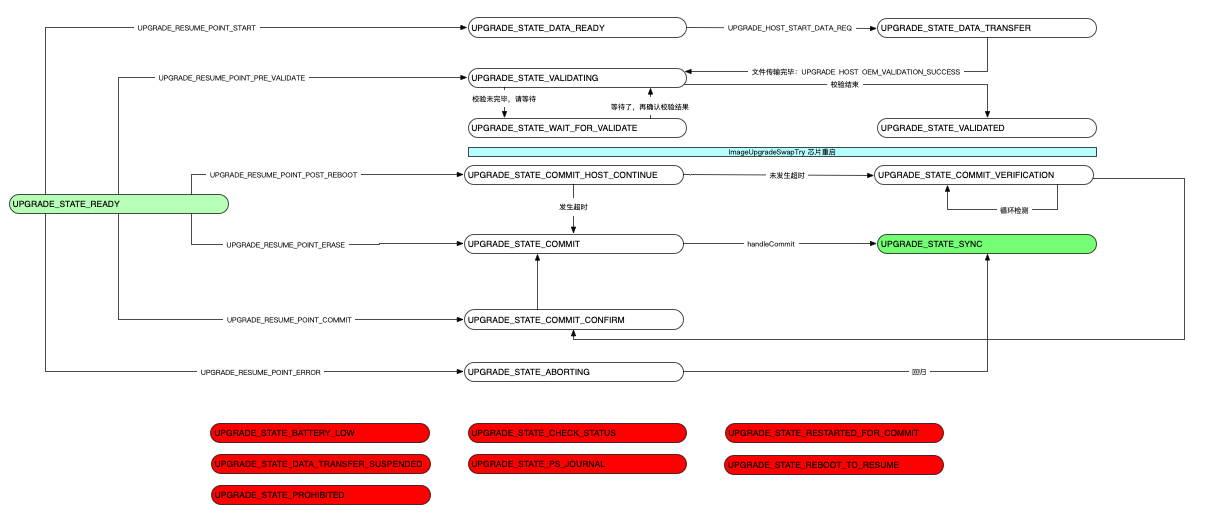 UPGRADE_RESUME_POINT_START
UPGRADE_STATE_DATA_READY
UPGRADE_HOST_START_DATA_REQ
UPGRADE_STATE_DATA_TRANSFER
UPGRADE_RESUME_POINT_PRE_VALIDATE
UPGRADE_STATE_VALIDATING
文件传输完毕：UPGRADE_HOST_OEM_VALIDATION_SUCCESS
校验结束
校验未完毕，请等待
等待了，再确认校验结果
UPGRADE_STATE_WAIT_FOR_VALIDATE
UPGRADE_STATE_VALIDATED
ImageUpgradeSwapTry 芯片重启
UPGRADE_RESUME_POINT_POST_REBOOT
UPGRADE_STATE_COMMIT_HOST_CONTINUE
未发生超时
UPGRADE_STATE_COMMIT_VERIFICATION
UPGRADE_STATE_READY
发生超时
循环检测
UPGRADE_RESUME_POINT_ERASE
UPGRADE_STATE_COMMIT
handleCommit
UPGRADE_STATE_SYNC
UPGRADE_RESUME_POINT_COMMIT
UPGRADE_STATE_COMMIT_CONFIRM
UPGRADE_RESUME_POINT_ERROR
UPGRADE_STATE_ABORTING
回归
UPGRADE_STATE_BATTERY_LOW
UPGRADE_STATE_CHECK_STATUS
UPGRADE_STATE_RESTARTED_FOR_COMMIT
UPGRADE_STATE_DATA_TRANSFER_SUSPENDED
UPGRADE_STATE_PS_JOURNAL
UPGRADE_STATE_REBOOT_TO_RESUME
UPGRADE_STATE_PROHIBITED